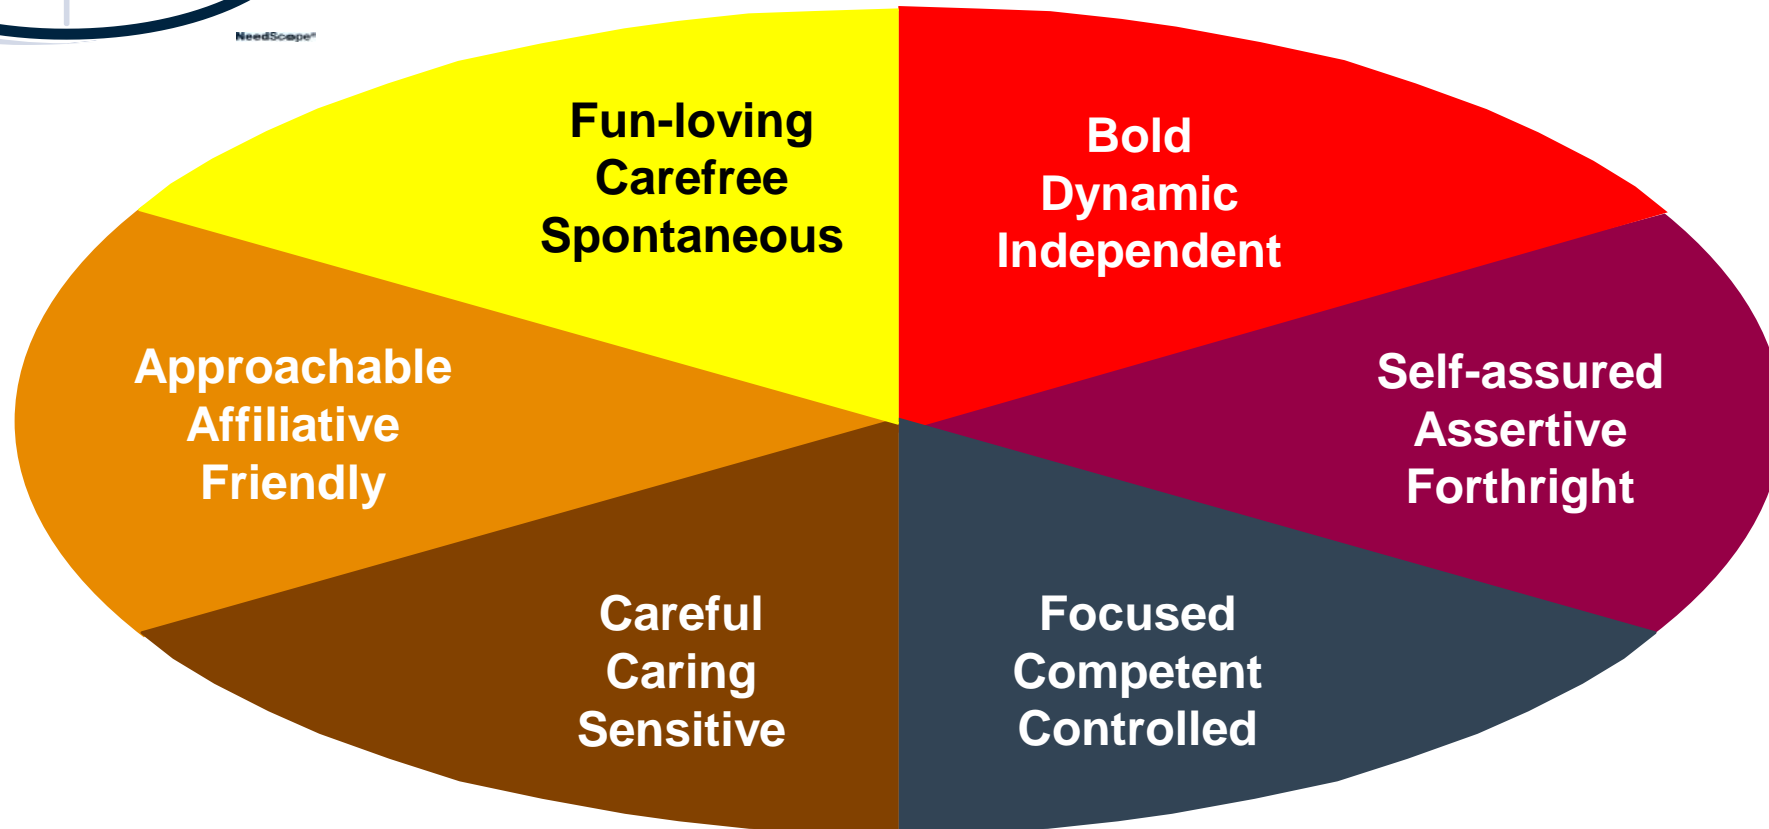 NeedScope®
Fun-loving
Carefree
Spontaneous
Bold
Dynamic
Independent
Approachable
Affiliative
Friendly
Self-assured
Assertive
Forthright
Careful
Caring
Sensitive
Focused
Competent
Controlled